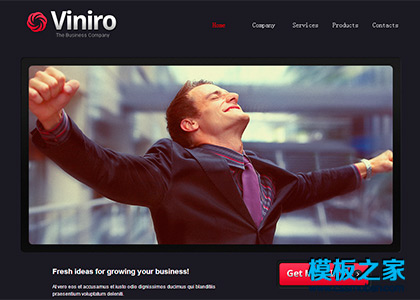 Viniro
The Business Company
Home Company Services Products Contacts
Fresh ideas for growing your business!
At vero eos et accusamus et iusto odio dignissimos ducimus qui blanditiis
praesentium voluptatum deleniti.
Get M
模板之家